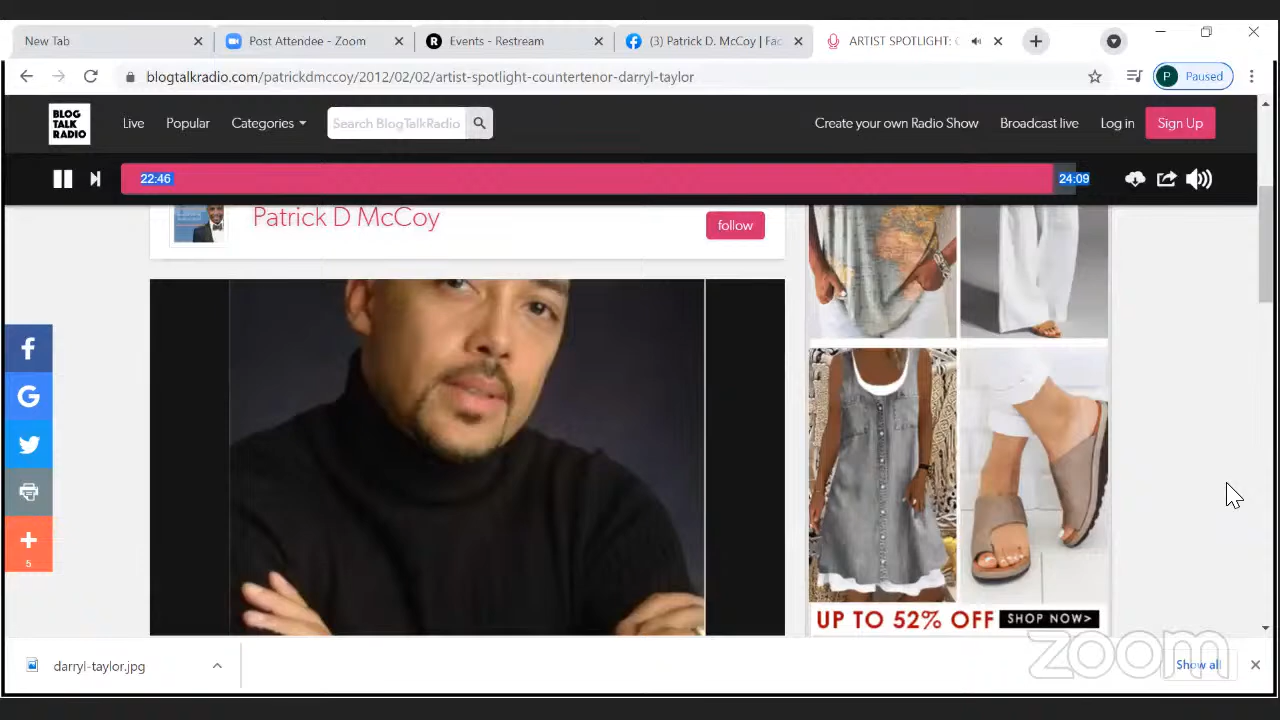 New Tab
Post Attendee - Zoom
Events - Restream
(3) Patrick D. McCoy | Fac
ARTIST SPOTLIGHT: C
blogtalkradio.com/patrickdmccoy/2012/02/02/artist-spotlight-countertenor-darryl-taylor
P
Paused
BLOG
TALK
RADIO
Live
Popular
Categories
Search BlogTalkRadio
Create your own Radio Show
Broadcast live
Log in
Sign Up
22:46
24:09
Patrick D McCoy
follow
5
UP TO 52% OFF
SHOP NOW>
darryl-taylor.jpg
Show all
zoom